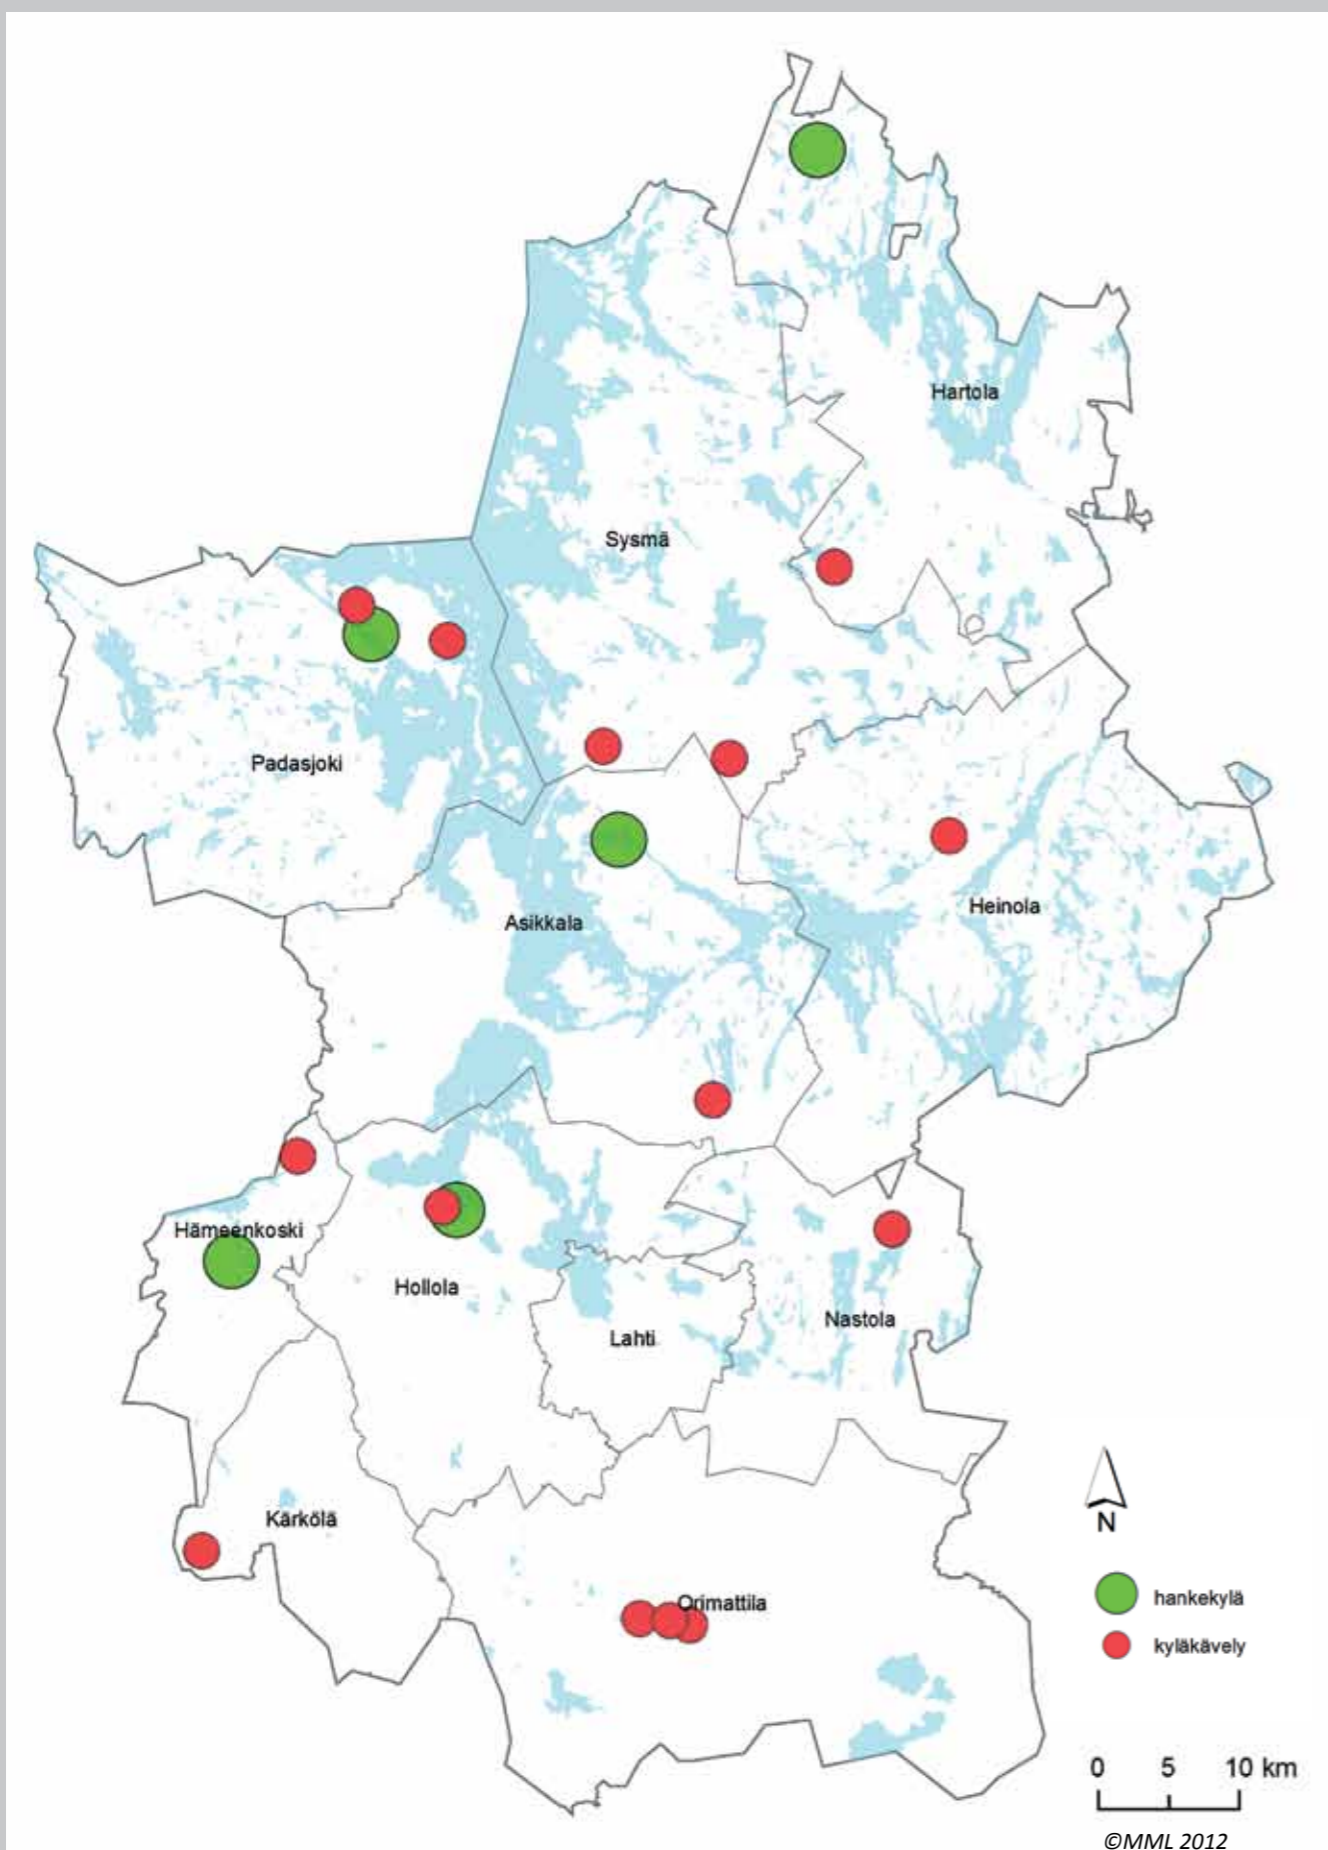 Hartola
Sysmä
Padasjoki
Heinola
Asikkala
Hämeenkoski
Hollola
Nastola
Lahti
Kärkölä
N
Orimattila
hankekylä
kyläkävely
0 5 10 km
©MML 2012